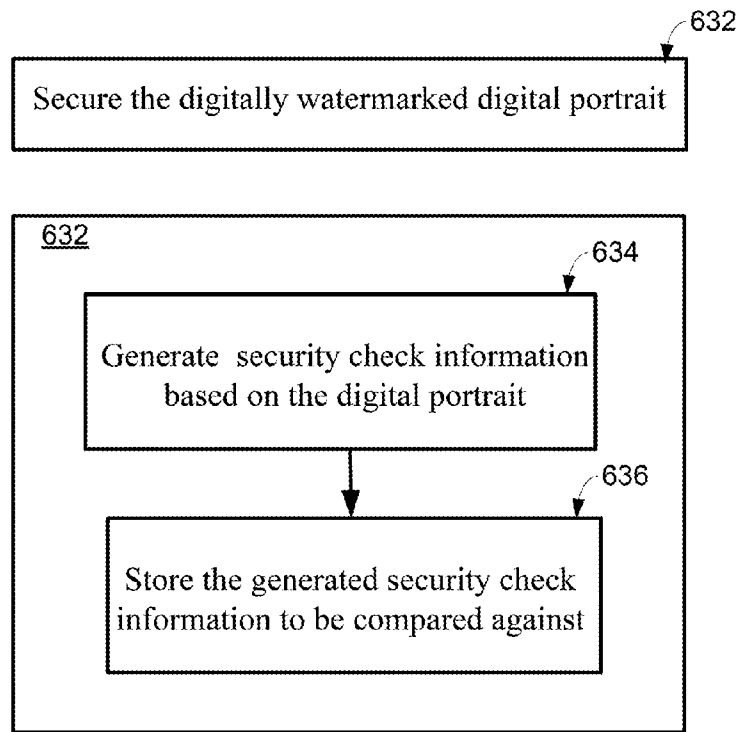 632
Secure the digitally watermarked digital portrait
632
634
Generate security check information
based on the digital portrait
636
Store the generated security check
information to be compared against